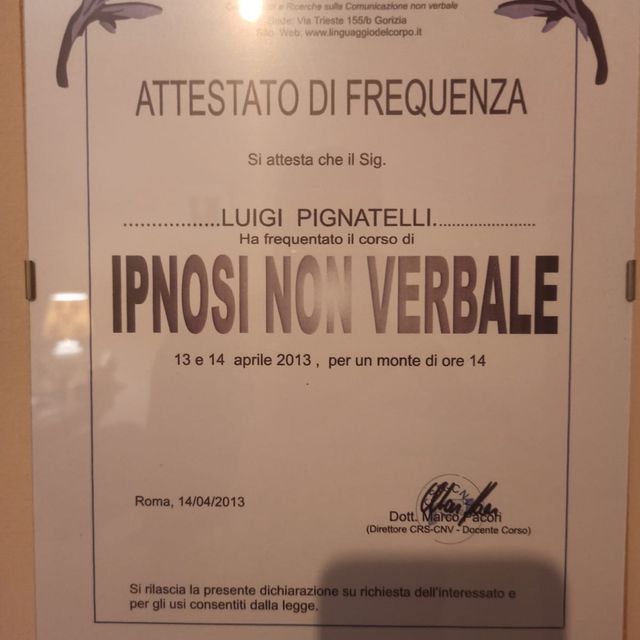 e Ricerche sulla Comunicazione non verbale
Sede: Via Trieste 155/b Gorizia
Sito Web: www.linguaggiodelcorpo.it
ATTESTATO DI FREQUENZA
Si attesta che il Sig.
.................LUIGI PIGNATELLI.....................
Ha frequentato il corso di
IPNOSI NON VERBALE
13 e 14 aprile 2013 , per un monte di ore 14
Roma, 14/04/2013
Dott. Marco Pacori
(Direttore CRS-CNV - Docente Corso)
Si rilascia la presente dichiarazione su richiesta dell'interessato e
per gli usi consentiti dalla legge.